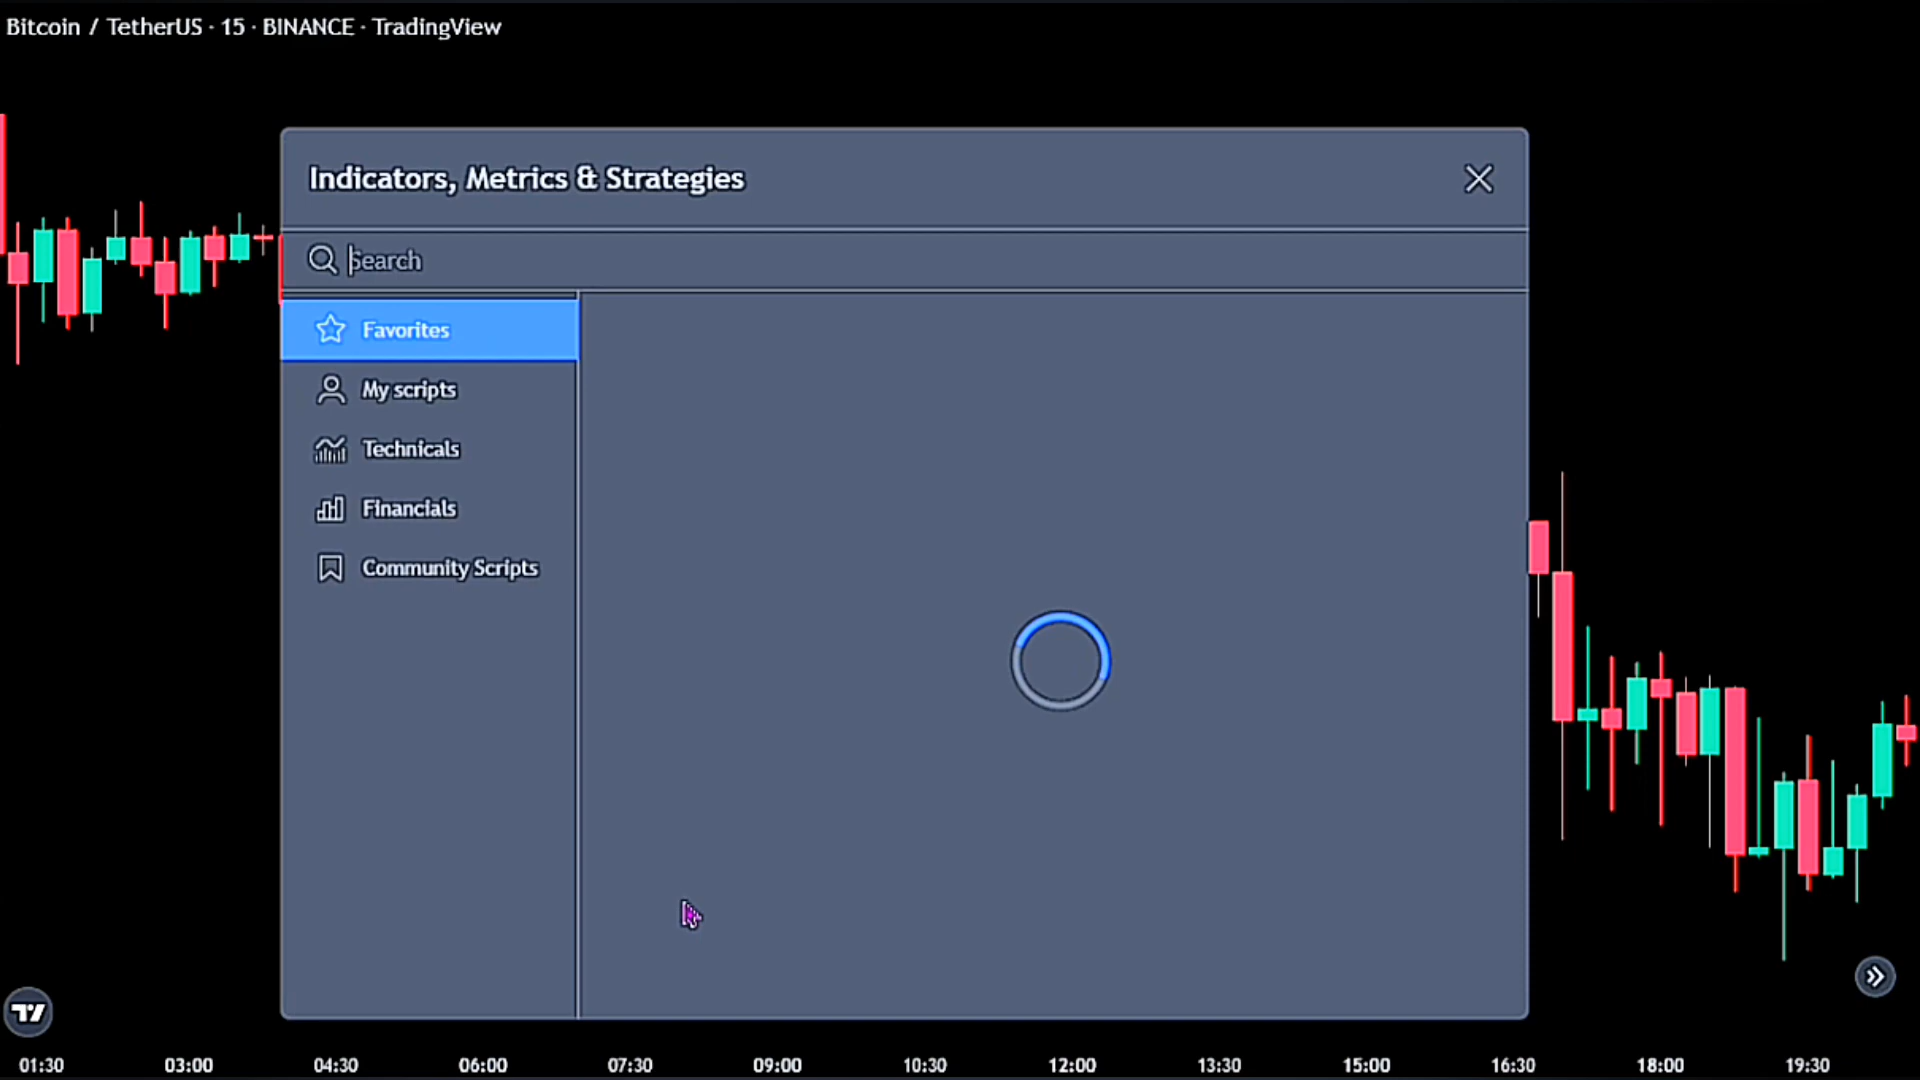 Bitcoin / TetherUS · 15 · BINANCE · TradingView
Indicators, Metrics & Strategies
Search
Favorites
My scripts
Technicals
Financials
Community Scripts
01:30 03:00 04:30 06:00 07:30 09:00 10:30 12:00 13:30 15:00 16:30 18:00 19:30